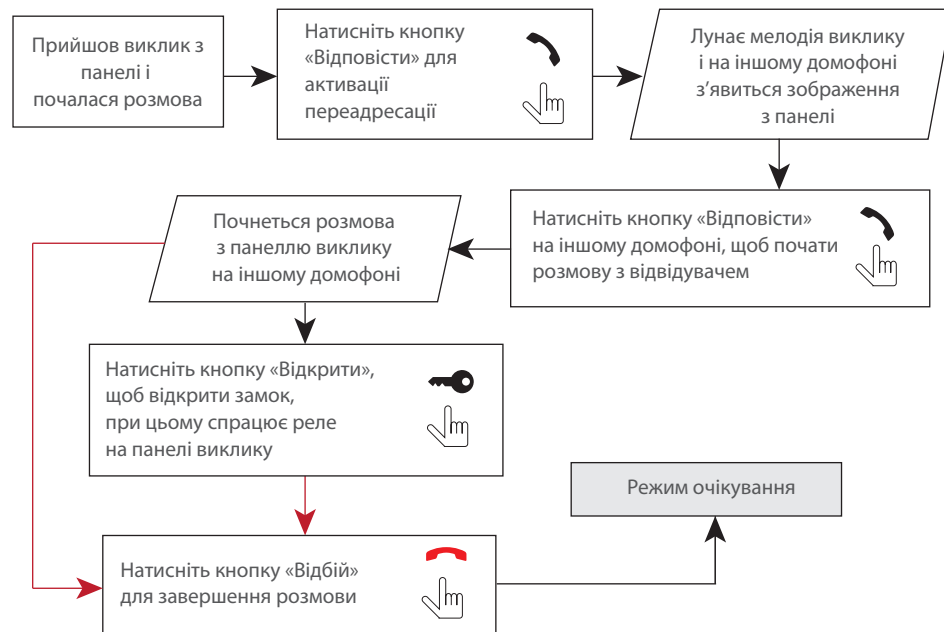 Прийшов виклик з
панелі і
почалася розмова
Натисніть кнопку
«Відповісти» для
активації
переадресації
Лунає мелодія виклику
і на іншому домофоні
з’явиться зображення
з панелі
Натисніть кнопку «Відповісти»
на іншому домофоні, щоб почати
розмову з відвідувачем
Почнеться розмова
з панеллю виклику
на іншому домофоні
Натисніть кнопку «Відкрити»,
щоб відкрити замок,
при цьому спрацює реле
на панелі виклику
Режим очікування
Натисніть кнопку «Відбій»
для завершення розмови